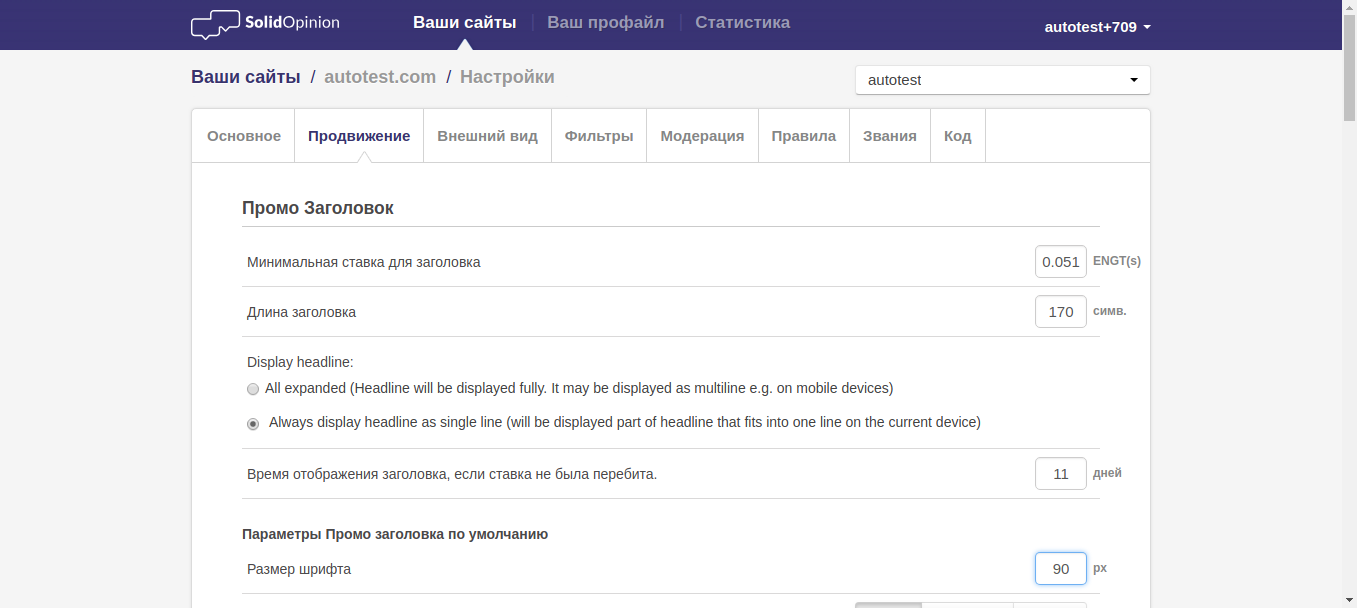 SolidOpinion Ваши сайты Ваш профайл Статистика autotest+709
Ваши сайты / autotest.com / Настройки autotest
Основное Продвижение Внешний вид Фильтры Модерация Правила Звания Код
Промо Заголовок
Минимальная ставка для заголовка 0.051 ENGT(s)
Длина заголовка 170 симв.
Display headline:
All expanded (Headline will be displayed fully. It may be displayed as multiline e.g. on mobile devices)
Always display headline as single line (will be displayed part of headline that fits into one line on the current device)
Время отображения заголовка, если ставка не была перебита. 11 дней
Параметры Промо заголовка по умолчанию
Размер шрифта 90 px